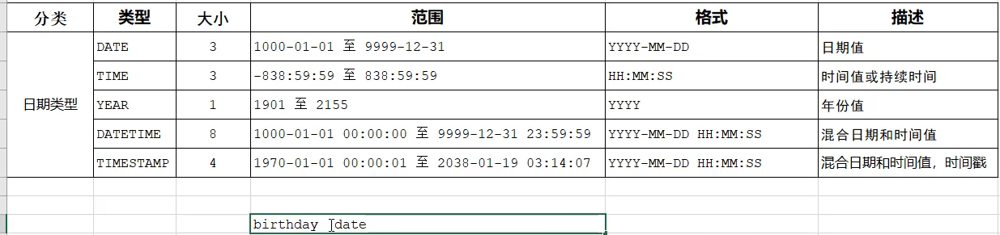 分类 类型 大小 范围 格式 描述
日期类型 DATE 3 1000-01-01 至 9999-12-31 YYYY-MM-DD 日期值
TIME 3 -838:59:59 至 838:59:59 HH:MM:SS 时间值或持续时间
YEAR 1 1901 至 2155 YYYY 年份值
DATETIME 8 1000-01-01 00:00:00 至 9999-12-31 23:59:59 YYYY-MM-DD HH:MM:SS 混合日期和时间值
TIMESTAMP 4 1970-01-01 00:00:01 至 2038-01-19 03:14:07 YYYY-MM-DD HH:MM:SS 混合日期和时间值，时间戳
birthday date